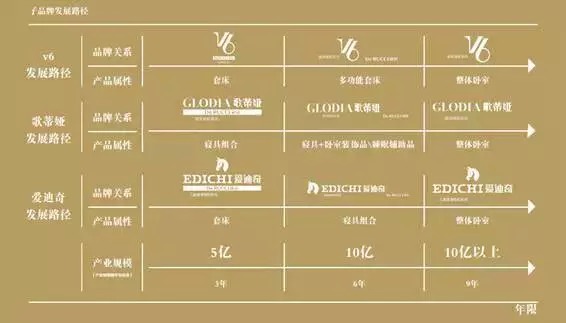 子品牌发展路径
v6
发展路径
品牌关系
V6
V6 De RUCCI HOM
V6
产品属性
套床
多功能套床
整体卧室
歌蒂娅
发展路径
品牌关系
GLODIA 歌蒂娅
GLODIA 歌蒂娅
GLODIA 歌蒂娅
产品属性
寝具组合
寝具+卧室装饰品\睡眠辅助品
整体卧室
爱迪奇
发展路径
品牌关系
EDICHI 爱迪奇
EDICHI 爱迪奇
EDICHI 爱迪奇
产品属性
套床
寝具组合
整体卧室
产业规模
5亿
10亿
10亿以上
3年
6年
9年
年限